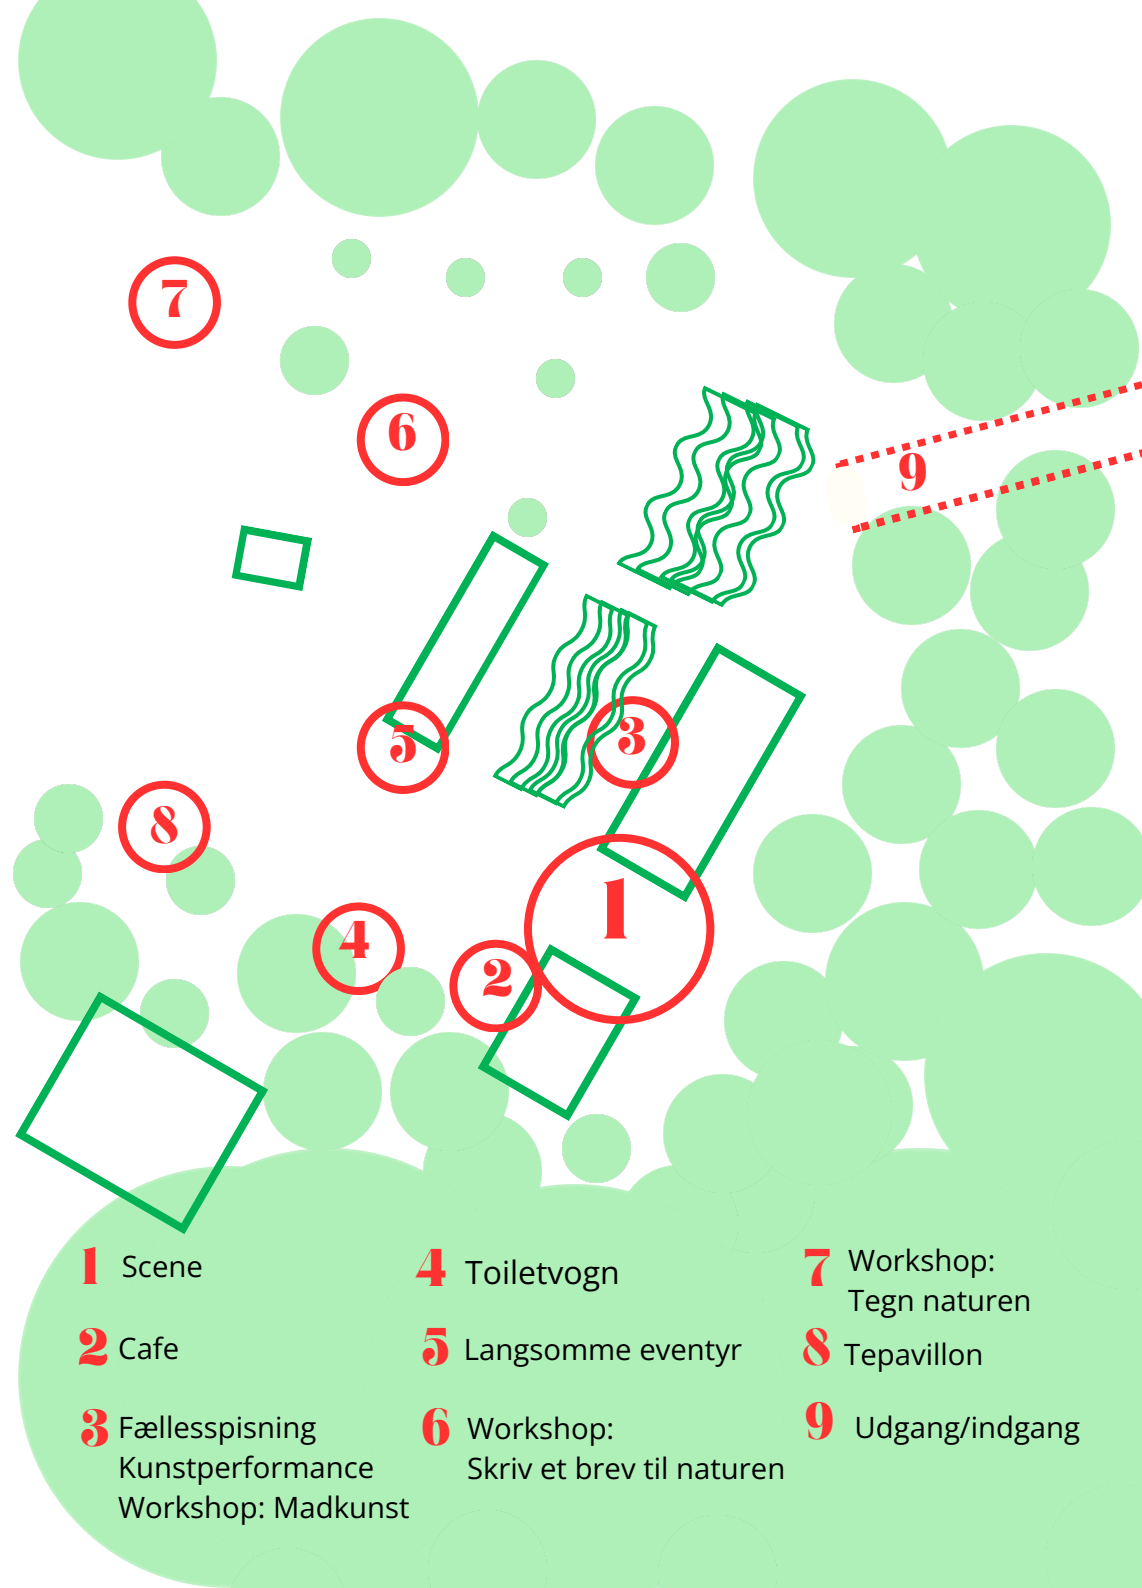 7
6
9
5
3
8
1
4
2
1 Scene
2 Cafe
3 Fællesspisning
Kunstperformance
Workshop: Madkunst
4 Toiletvogn
5 Langsomme eventyr
6 Workshop:
Skriv et brev til naturen
7 Workshop:
Tegn naturen
8 Tepavillon
9 Udgang/indgang